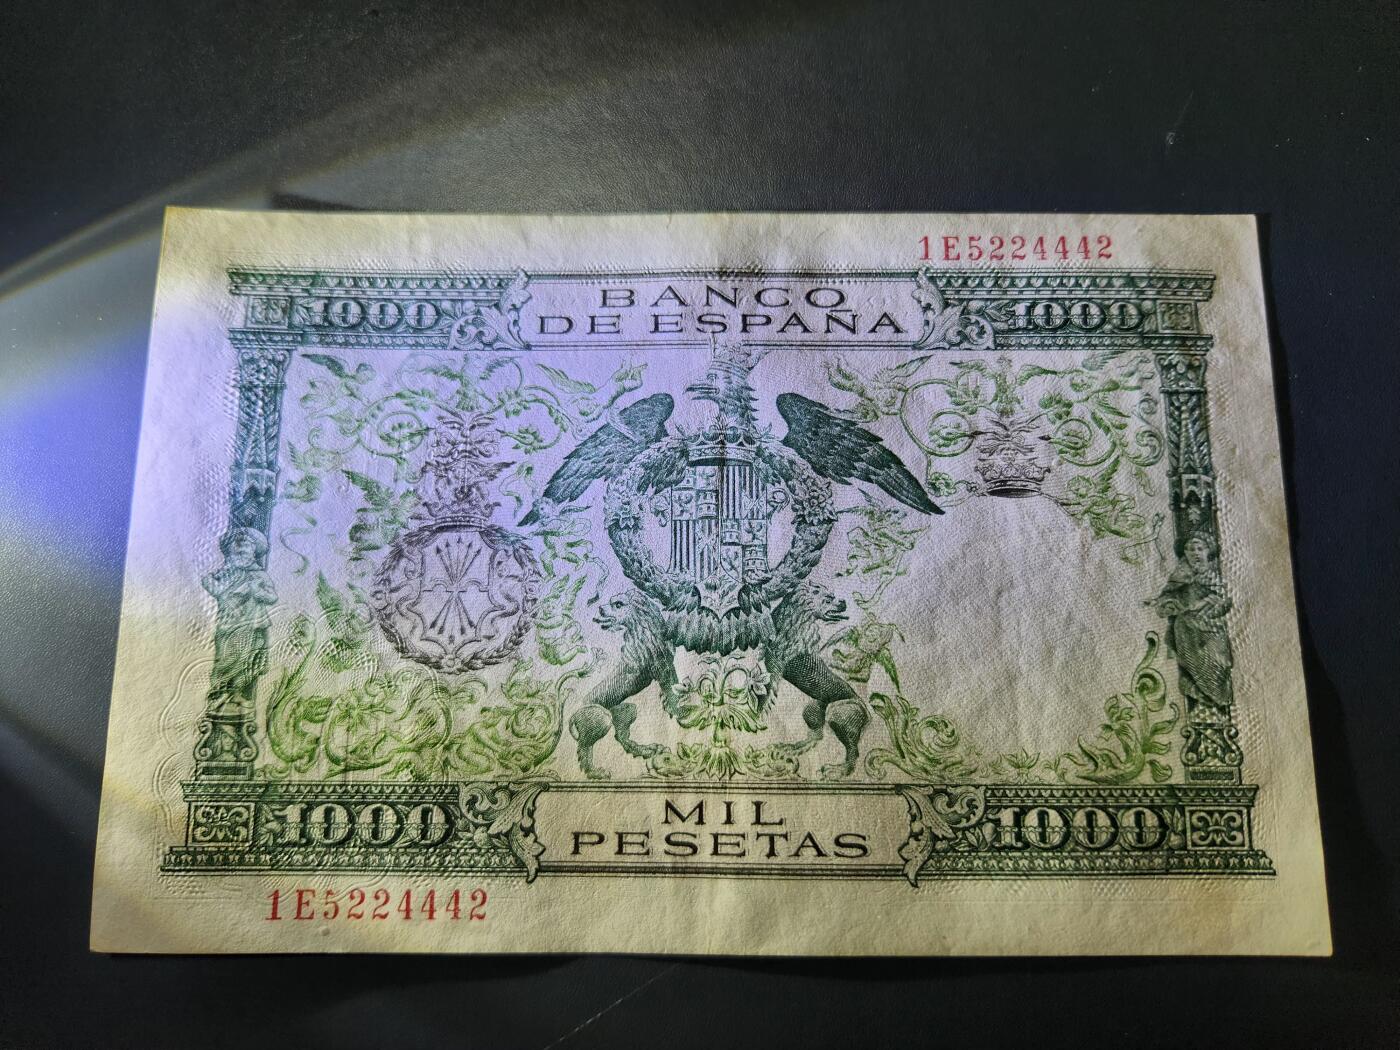 1E5224442
1000 BANCO 1000
DE ESPAÑA
1000 MIL 1000
PESETAS
1E5224442